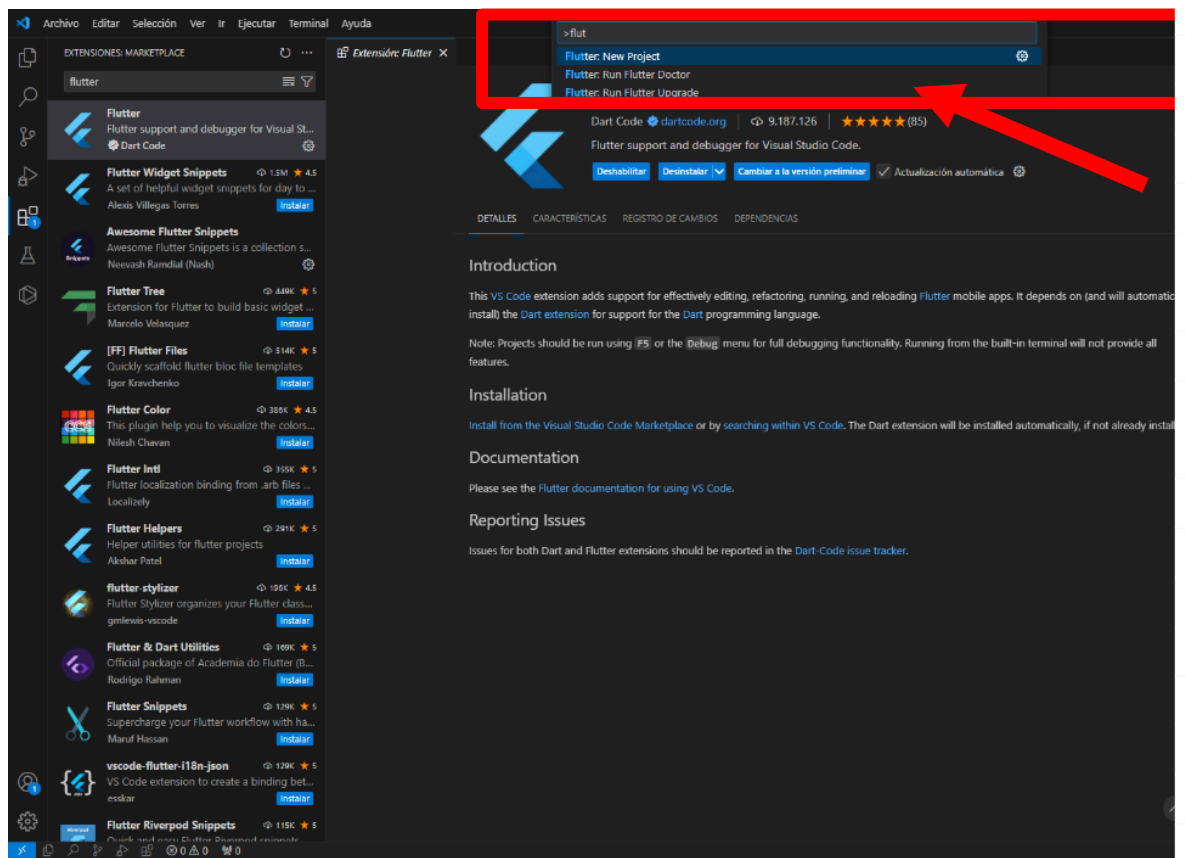 Archivo Editar Selección Ver Ir Ejecutar Terminal Ayuda
>flut
Flutter: New Project
Flutter: Run Flutter Doctor
Flutter: Run Flutter Upgrade
EXTENSIONES: MARKETPLACE
flutter
Extensión: Flutter
Flutter
Flutter support and debugger for Visual St...
Dart Code
Flutter Widget Snippets 1.5M 4.5
A set of helpful widget snippets for day to ...
Alexis Villegas Torres Instalar
Awesome Flutter Snippets
Awesome Flutter Snippets is a collection s...
Neevash Ramdial (Nash)
Snippets
Flutter Tree 449K 5
Extension for Flutter to build basic widget ...
Marcelo Velasquez Instalar
[FF] Flutter Files 514K 5
Quickly scaffold flutter bloc file templates
Igor Kravchenko Instalar
Flutter Color 386K 4.5
This plugin help you to visualize the colors...
Nilesh Chavan Instalar
Flutter Intl 355K 5
Flutter localization binding from .arb files ...
Localizely Instalar
Flutter Helpers 291K 5
Helper utilities for flutter projects
Akshar Patel Instalar
flutter-stylizer 196K 4.5
Flutter Stylizer organizes your Flutter class...
gmlewis-vscode Instalar
Flutter & Dart Utilities 169K 5
Official package of Academia do Flutter (B...
Rodrigo Rahman Instalar
Flutter Snippets 129K 5
Supercharge your Flutter workflow with ha...
Maruf Hassan Instalar
vscode-flutter-i18n-json 129K 5
VS Code extension to create a binding bet...
esskar Instalar
Flutter Riverpod Snippets 115K 5
Quick and easy Flutter Riverpod snippets
Riverpod
Dart Code dartcode.org 9.187.126 (85)
Flutter support and debugger for Visual Studio Code.
Deshabilitar Desinstalar Cambiar a la versión preliminar Actualización automática
DETALLES CARACTERÍSTICAS REGISTRO DE CAMBIOS DEPENDENCIAS
Introduction
This VS Code extension adds support for effectively editing, refactoring, running, and reloading Flutter mobile apps. It depends on (and will automatic
install) the Dart extension for support for the Dart programming language.
Note: Projects should be run using F5 or the Debug menu for full debugging functionality. Running from the built-in terminal will not provide all
features.
Installation
Install from the Visual Studio Code Marketplace or by searching within VS Code. The Dart extension will be installed automatically, if not already instal
Documentation
Please see the Flutter documentation for using VS Code.
Reporting Issues
Issues for both Dart and Flutter extensions should be reported in the Dart-Code issue tracker.
1
1
0 0 0